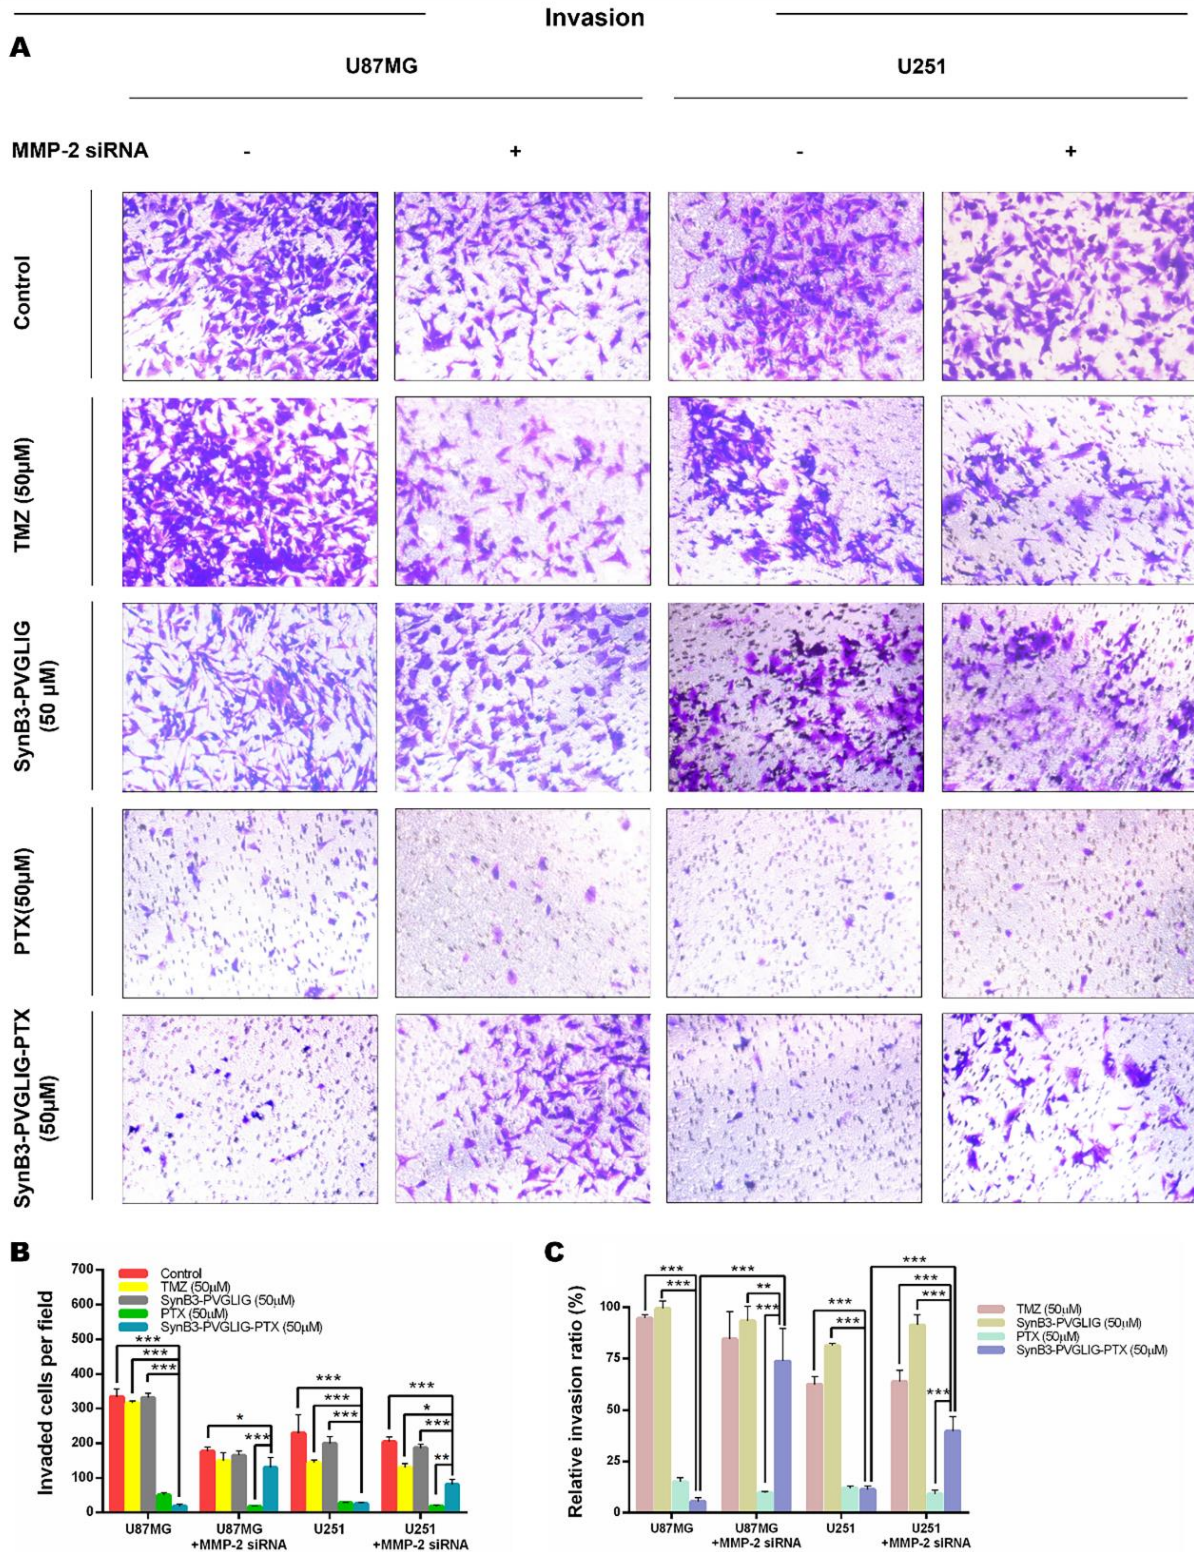 Invasion
A
U87MG
U251
MMP-2 siRNA - + - +
Control
TMZ (50μM)
SynB3-PVGLIG
(50 μM)
PTX(50μM)
SynB3-PVGLIG-PTX
(50μM)
B
Invaded cells per field
700
600
500
400
300
200
100
0
Control
TMZ (50μM)
SynB3-PVGLIG (50μM)
PTX (50μM)
SynB3-PVGLIG-PTX (50μM)
***
***
***
*
***
***
***
***
***
*
***
**
U87MG
U87MG
+MMP-2 siRNA
U251
U251
+MMP-2 siRNA
C
Relative invasion ratio (%)
100
75
50
25
0
***
***
***
**
***
***
***
***
***
***
***
***
TMZ (50μM)
SynB3-PVGLIG (50μM)
PTX (50μM)
SynB3-PVGLIG-PTX (50μM)
U87MG
U87MG
+MMP-2 siRNA
U251
U251
+MMP-2 siRNA